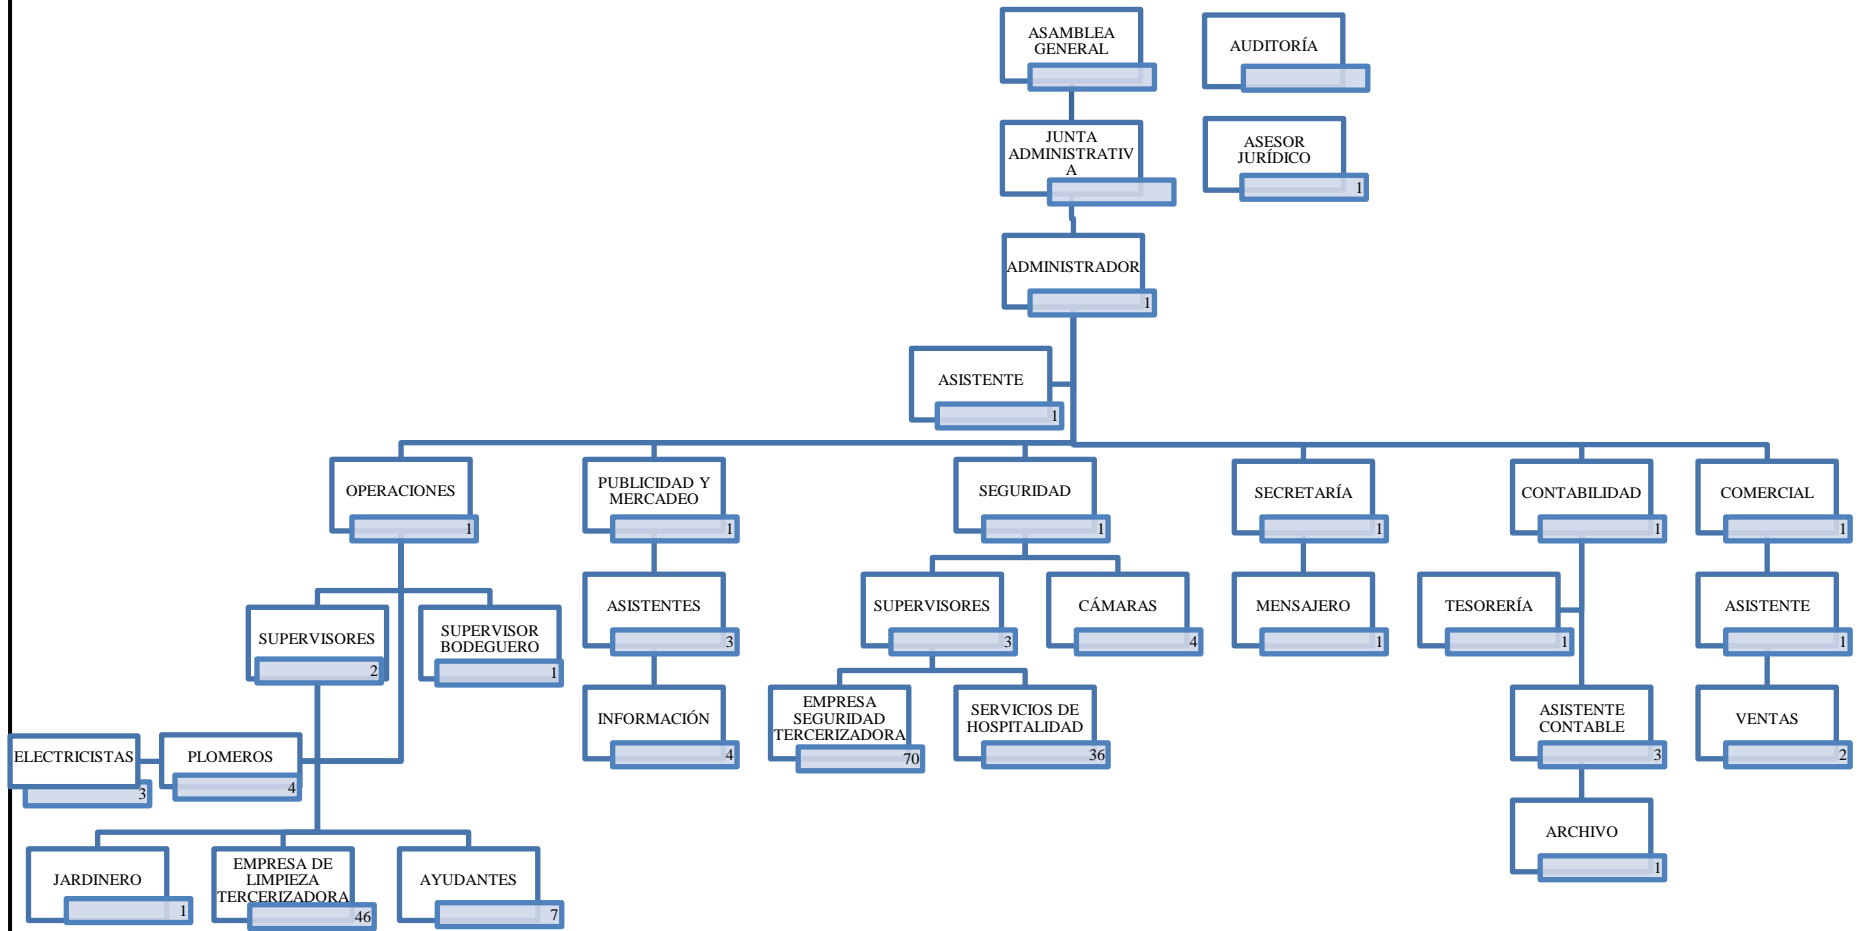 ASAMBLEA
GENERAL
AUDITORÍA
JUNTA
ADMINISTRATIV
A
ASESOR
JURÍDICO
1
ADMINISTRADOR
1
ASISTENTE
1
OPERACIONES
1
PUBLICIDAD Y
MERCADEO
1
SEGURIDAD
1
SECRETARÍA
1
CONTABILIDAD
1
COMERCIAL
1
SUPERVISORES
2
SUPERVISOR
BODEGUERO
1
ASISTENTES
3
SUPERVISORES
3
CÁMARAS
4
MENSAJERO
1
TESORERÍA
1
ASISTENTE
1
INFORMACIÓN
4
EMPRESA
SEGURIDAD
TERCERIZADORA
70
SERVICIOS DE
HOSPITALIDAD
36
ASISTENTE
CONTABLE
3
VENTAS
2
ELECTRICISTAS
3
PLOMEROS
4
ARCHIVO
1
JARDINERO
1
EMPRESA DE
LIMPIEZA
TERCERIZADORA
46
AYUDANTES
7